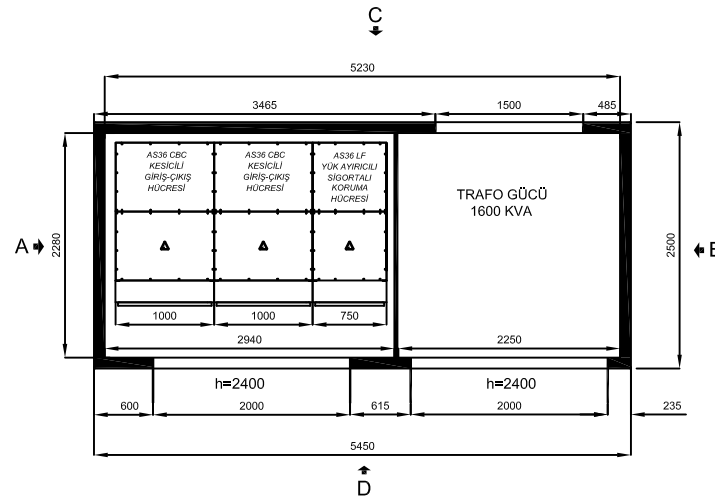 C
5230
3465
1500
485
AS36 CBC
KESİCİLİ
GİRİŞ-ÇIKIŞ
HÜCRESİ
AS36 CBC
KESİCİLİ
GİRİŞ-ÇIKIŞ
HÜCRESİ
AS36 LF
YÜK AYIRICILI
SİGORTALI
KORUMA
HÜCRESİ
TRAFO GÜCÜ
1600 KVA
A
2280
2500
1000
1000
750
2940
2250
h=2400
h=2400
600
2000
615
2000
235
5450
D